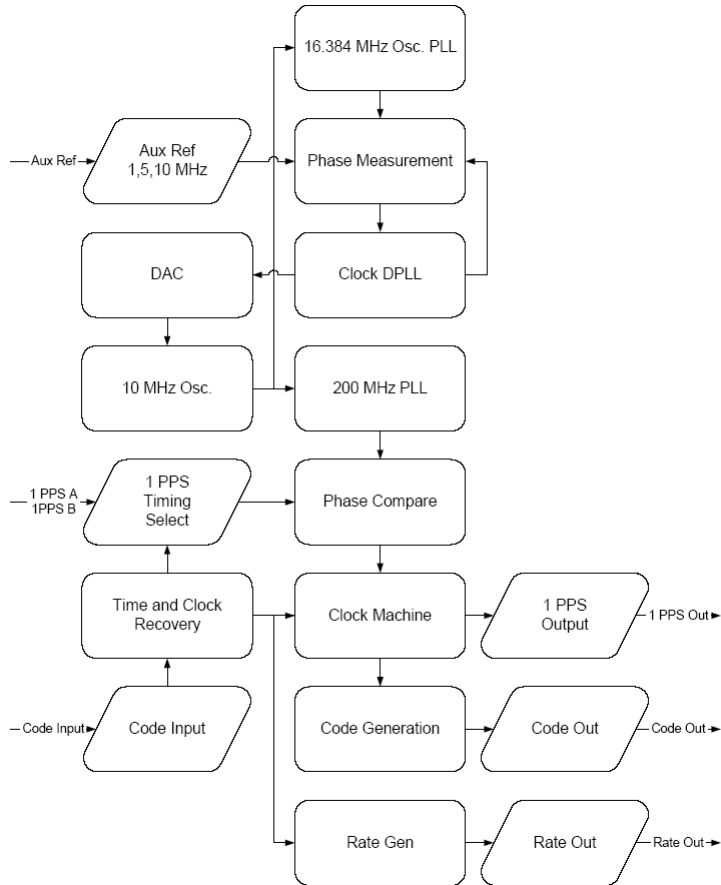 16.384 MHz Osc. PLL
Aux Ref
Aux Ref
1,5,10 MHz
Phase Measurement
DAC
Clock DPLL
10 MHz Osc.
200 MHz PLL
1 PPS A
1PPS B
1 PPS
Timing
Select
Phase Compare
Time and Clock
Recovery
Clock Machine
1 PPS
Output
1 PPS Out
Code Input
Code Input
Code Generation
Code Out
Code Out
Rate Gen
Rate Out
Rate Out